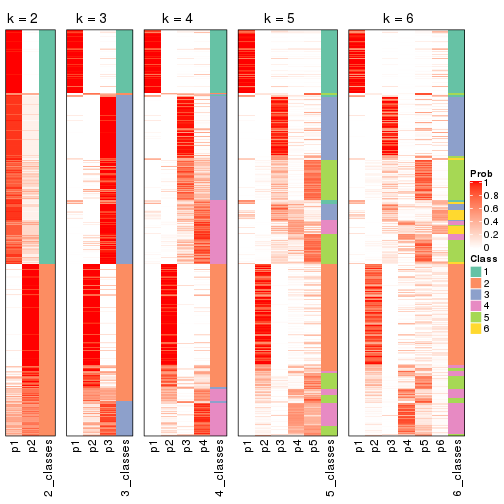 k = 2
k = 3
k = 4
k = 5
k = 6
p1
p2
2_classes
p1
p2
p3
3_classes
p1
p2
p3
p4
4_classes
p1
p2
p3
p4
p5
5_classes
p1
p2
p3
p4
p5
p6
6_classes
Prob
1
0.8
0.6
0.4
0.2
0
Class
1
2
3
4
5
6